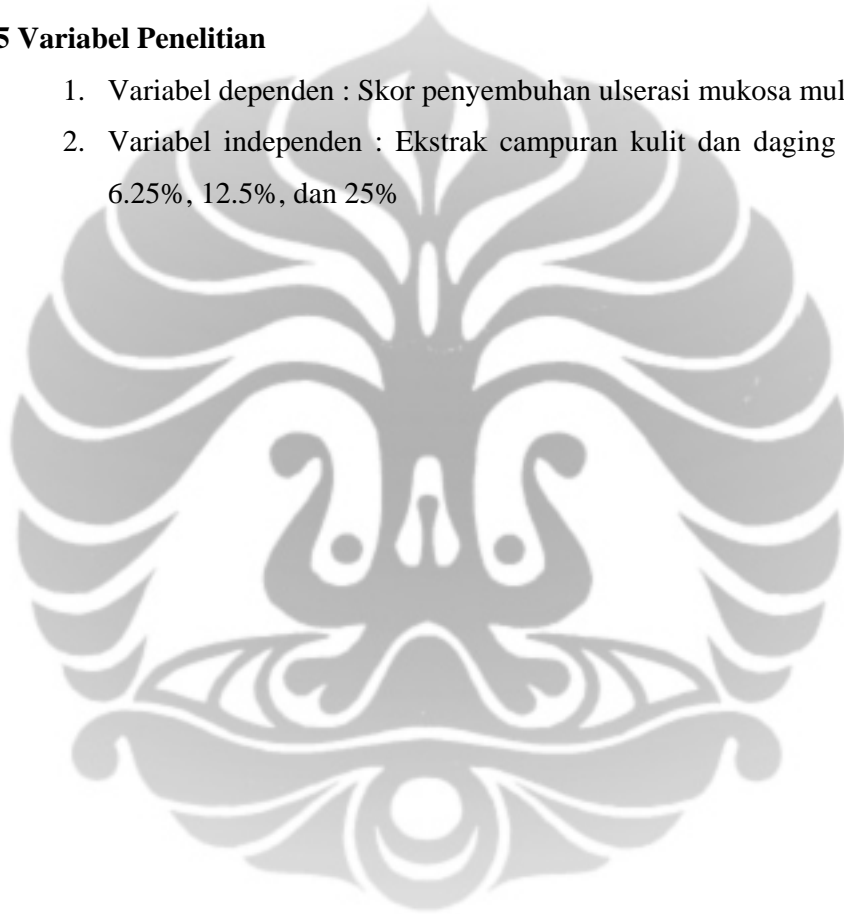 5 Variabel Penelitian
1. Variabel dependen : Skor penyembuhan ulserasi mukosa
2. Variabel independen : Ekstrak campuran kulit dan daging
6.25%, 12.5%, dan 25%